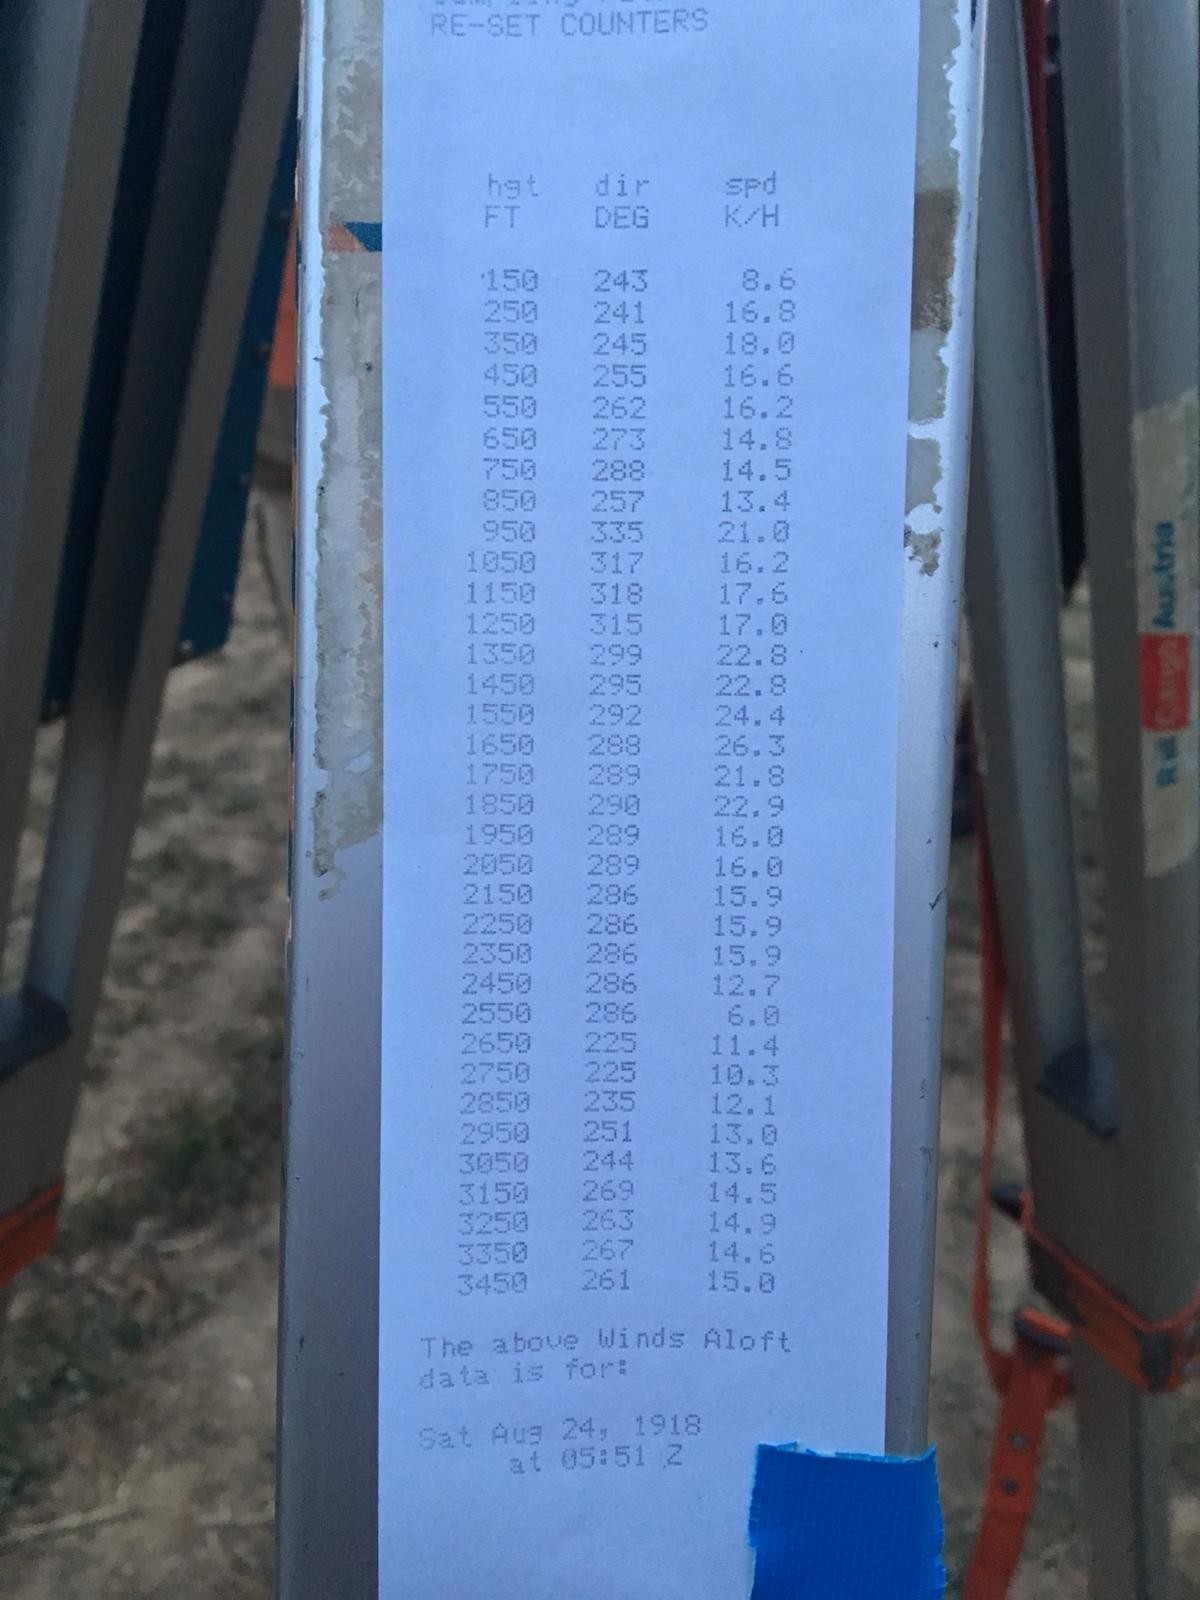 RE-SET COUNTERS
hgt dir spd
FT DEG K/H
150 243 8.6
250 241 16.8
350 245 18.0
450 255 16.6
550 262 16.2
650 273 14.8
750 288 14.5
850 257 13.4
950 335 21.0
1050 317 16.2
1150 318 17.6
1250 315 17.0
1350 299 22.8
1450 295 22.8
1550 292 24.4
1650 288 26.3
1750 289 21.8
1850 290 22.9
1950 289 16.0
2050 289 16.0
2150 286 15.9
2250 286 15.9
2350 286 15.9
2450 286 12.7
2550 286 6.0
2650 225 11.4
2750 225 10.3
2850 235 12.1
2950 251 13.0
3050 244 13.6
3150 269 14.5
3250 263 14.9
3350 267 14.6
3450 261 15.0
The above Winds Aloft
data is for:
Sat Aug 24, 1918
at 05:51 Z
Rail Cargo Austria